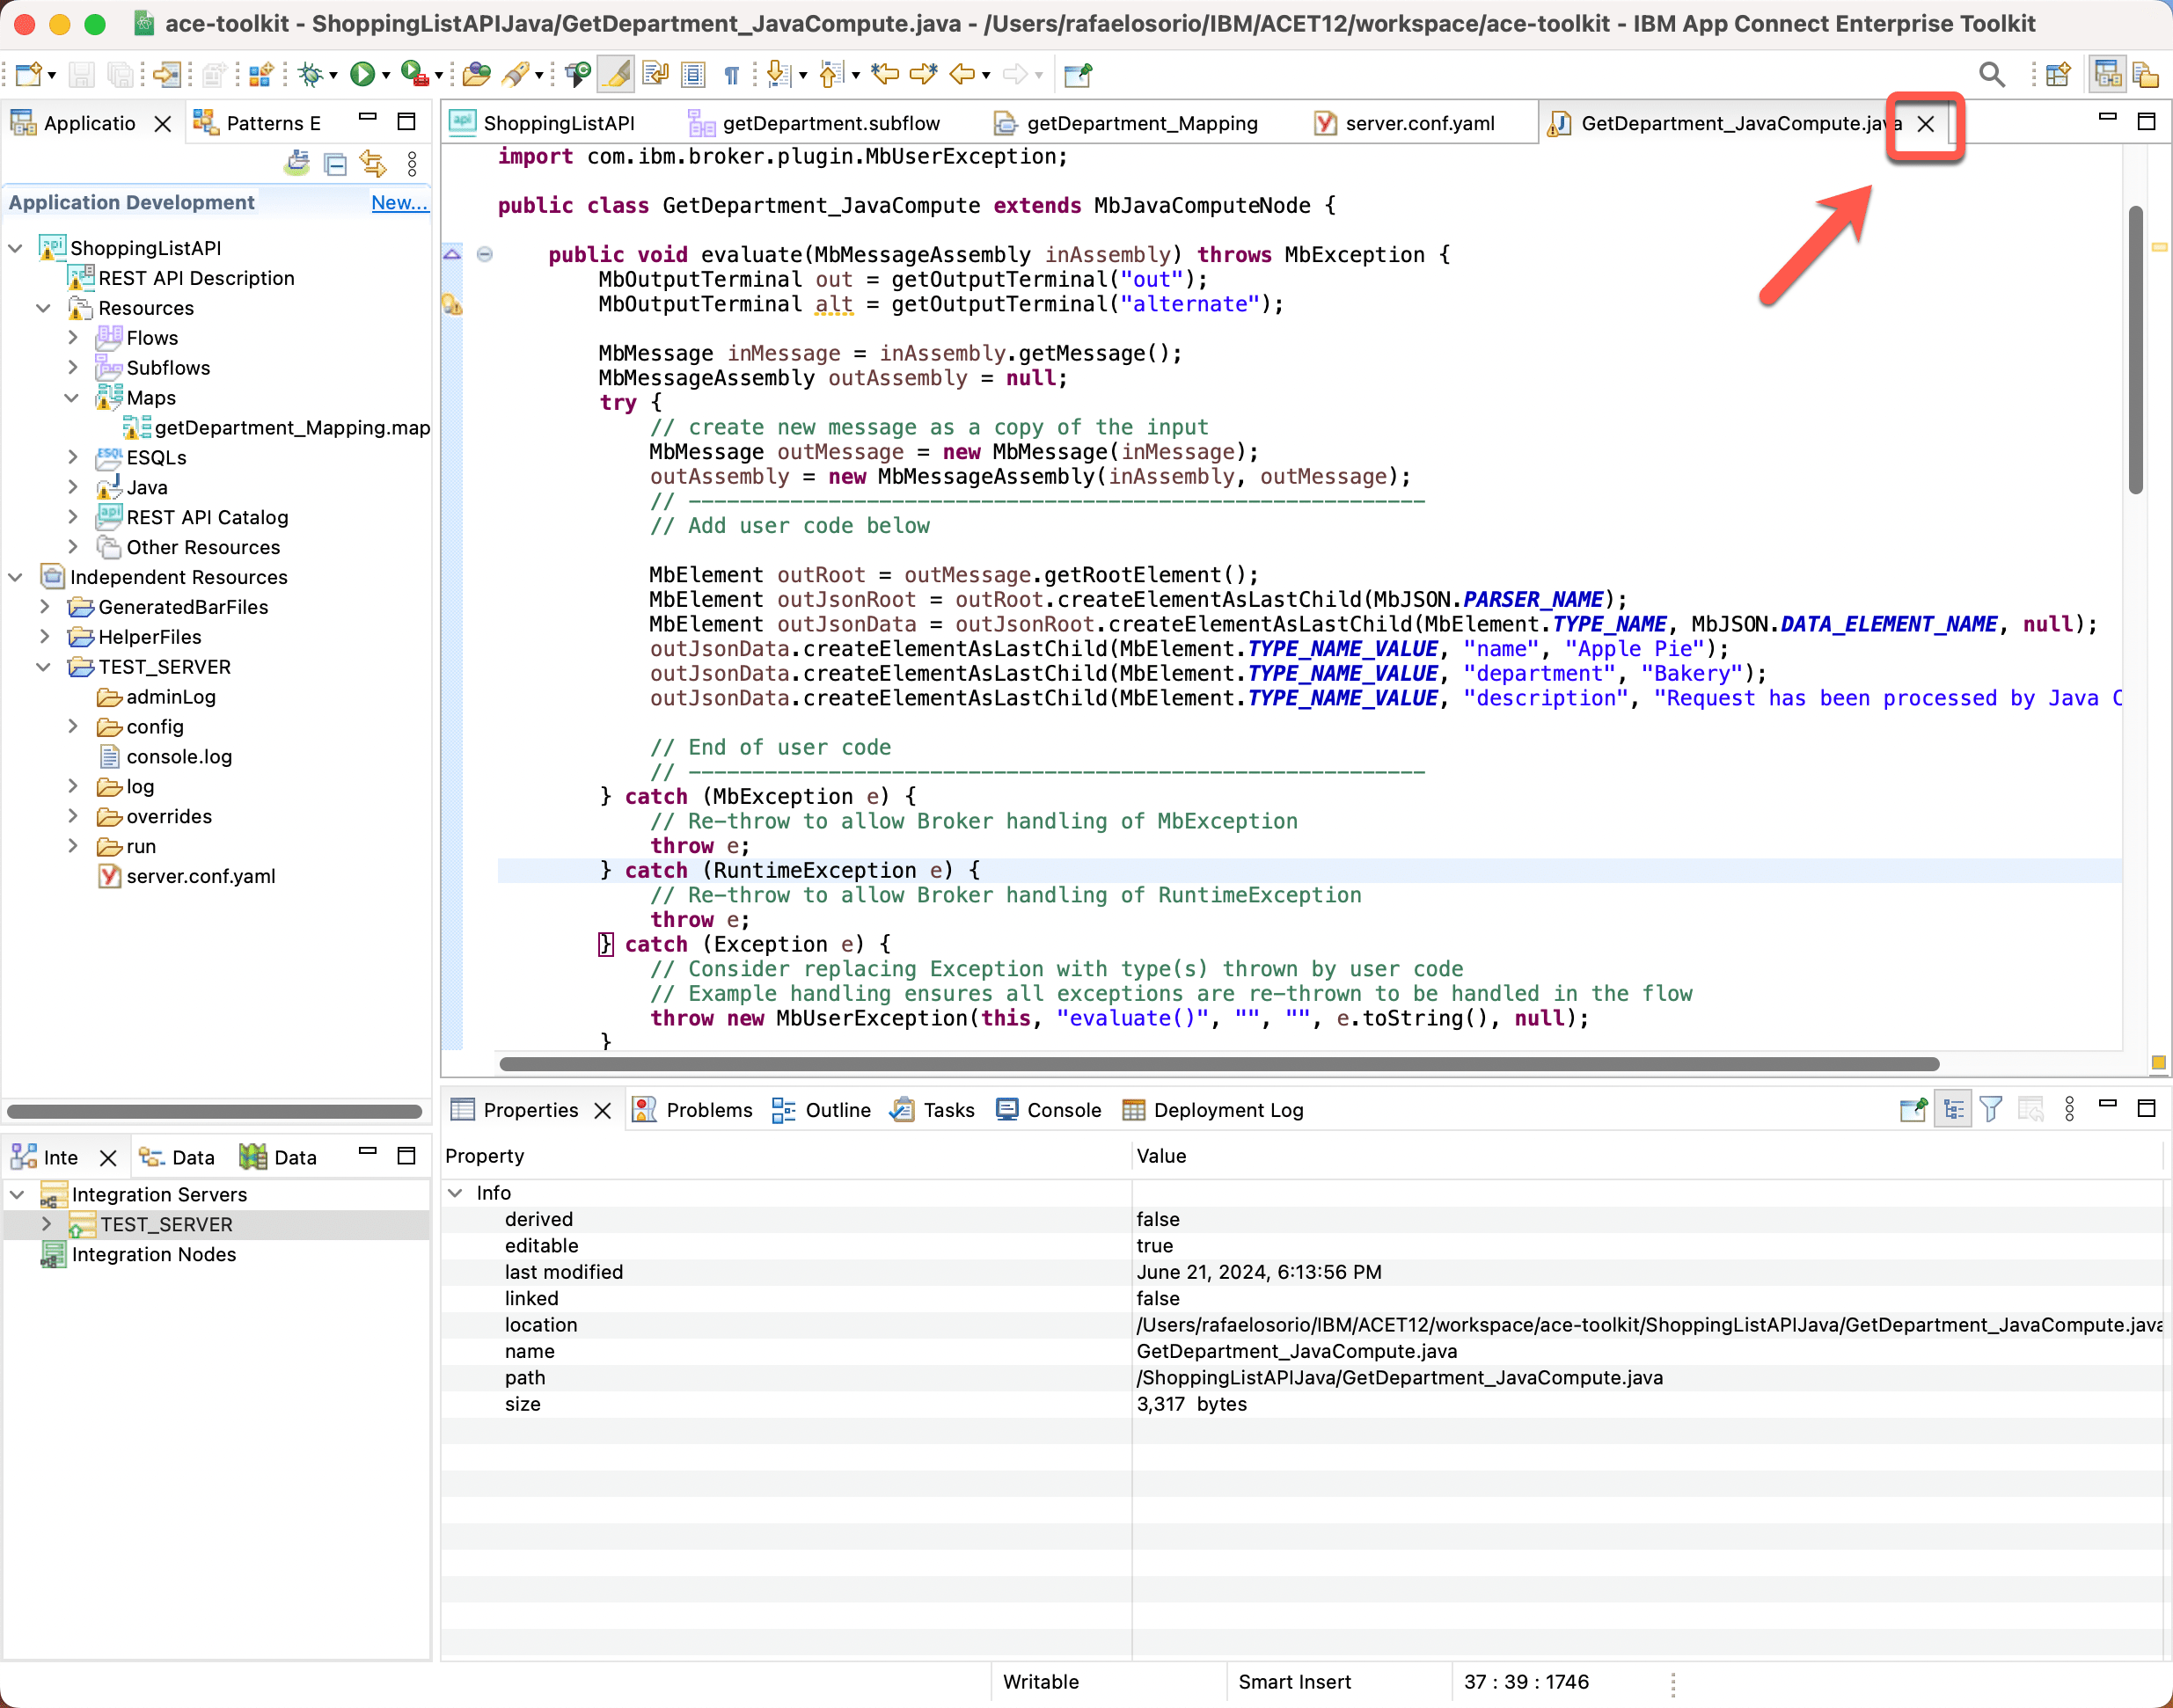 ace-toolkit - ShoppingListAPIJava/GetDepartment_JavaCompute.java - /Users/rafaelosorio/IBM/ACET12/workspace/ace-toolkit - IBM App Connect Enterprise Toolkit
Applicatio
Patterns E
Application Development
New...
ShoppingListAPI
REST API Description
Resources
Flows
Subflows
Maps
getDepartment_Mapping.map
ESQLs
Java
REST API Catalog
Other Resources
Independent Resources
GeneratedBarFiles
HelperFiles
TEST_SERVER
adminLog
config
console.log
log
overrides
run
server.conf.yaml
ShoppingListAPI
getDepartment.subflow
getDepartment_Mapping
server.conf.yaml
GetDepartment_JavaCompute.java
import com.ibm.broker.plugin.MbUserException;
public class GetDepartment_JavaCompute extends MbJavaComputeNode {
public void evaluate(MbMessageAssembly inAssembly) throws MbException {
MbOutputTerminal out = getOutputTerminal("out");
MbOutputTerminal alt = getOutputTerminal("alternate");
MbMessage inMessage = inAssembly.getMessage();
MbMessageAssembly outAssembly = null;
try {
// create new message as a copy of the input
MbMessage outMessage = new MbMessage(inMessage);
outAssembly = new MbMessageAssembly(inAssembly, outMessage);
// ----------------------------------------------------------
// Add user code below
MbElement outRoot = outMessage.getRootElement();
MbElement outJsonRoot = outRoot.createElementAsLastChild(MbJSON.PARSER_NAME);
MbElement outJsonData = outJsonRoot.createElementAsLastChild(MbElement.TYPE_NAME, MbJSON.DATA_ELEMENT_NAME, null);
outJsonData.createElementAsLastChild(MbElement.TYPE_NAME_VALUE, "name", "Apple Pie");
outJsonData.createElementAsLastChild(MbElement.TYPE_NAME_VALUE, "department", "Bakery");
outJsonData.createElementAsLastChild(MbElement.TYPE_NAME_VALUE, "description", "Request has been processed by Java C
// End of user code
// ----------------------------------------------------------
} catch (MbException e) {
// Re-throw to allow Broker handling of MbException
throw e;
} catch (RuntimeException e) {
// Re-throw to allow Broker handling of RuntimeException
throw e;
} catch (Exception e) {
// Consider replacing Exception with type(s) thrown by user code
// Example handling ensures all exceptions are re-thrown to be handled in the flow
throw new MbUserException(this, "evaluate()", "", "", e.toString(), null);
}
Inte
Data
Data
Integration Servers
TEST_SERVER
Integration Nodes
Properties
Problems
Outline
Tasks
Console
Deployment Log
Property Value
Info
derived false
editable true
last modified June 21, 2024, 6:13:56 PM
linked false
location /Users/rafaelosorio/IBM/ACET12/workspace/ace-toolkit/ShoppingListAPIJava/GetDepartment_JavaCompute.java
name GetDepartment_JavaCompute.java
path /ShoppingListAPIJava/GetDepartment_JavaCompute.java
size 3,317 bytes
Writable
Smart Insert
37 : 39 : 1746